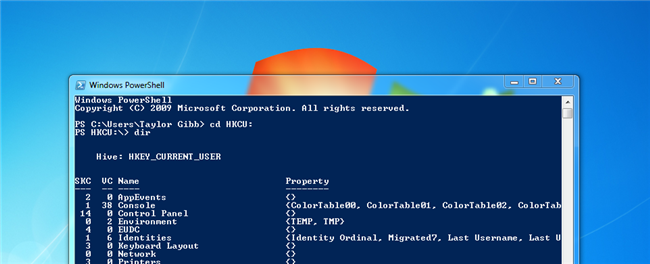 Windows PowerShell
Windows PowerShell
Copyright (C) 2009 Microsoft Corporation. All rights reserved.
PS C:\Users\Taylor Gibb> cd HKCU:
PS HKCU:\> dir
Hive: HKEY_CURRENT_USER
SKC VC Name Property
--- -- ---- --------
2 0 AppEvents {}
1 38 Console {ColorTable00, ColorTable01, ColorTable02, ColorTab
14 0 Control Panel {}
0 2 Environment {TEMP, TMP}
4 0 EUDC {}
1 6 Identities {Identity Ordinal, Migrated7, Last Username, Last U
3 0 Keyboard Layout {}
0 0 Network {}
3 0 Printers {}